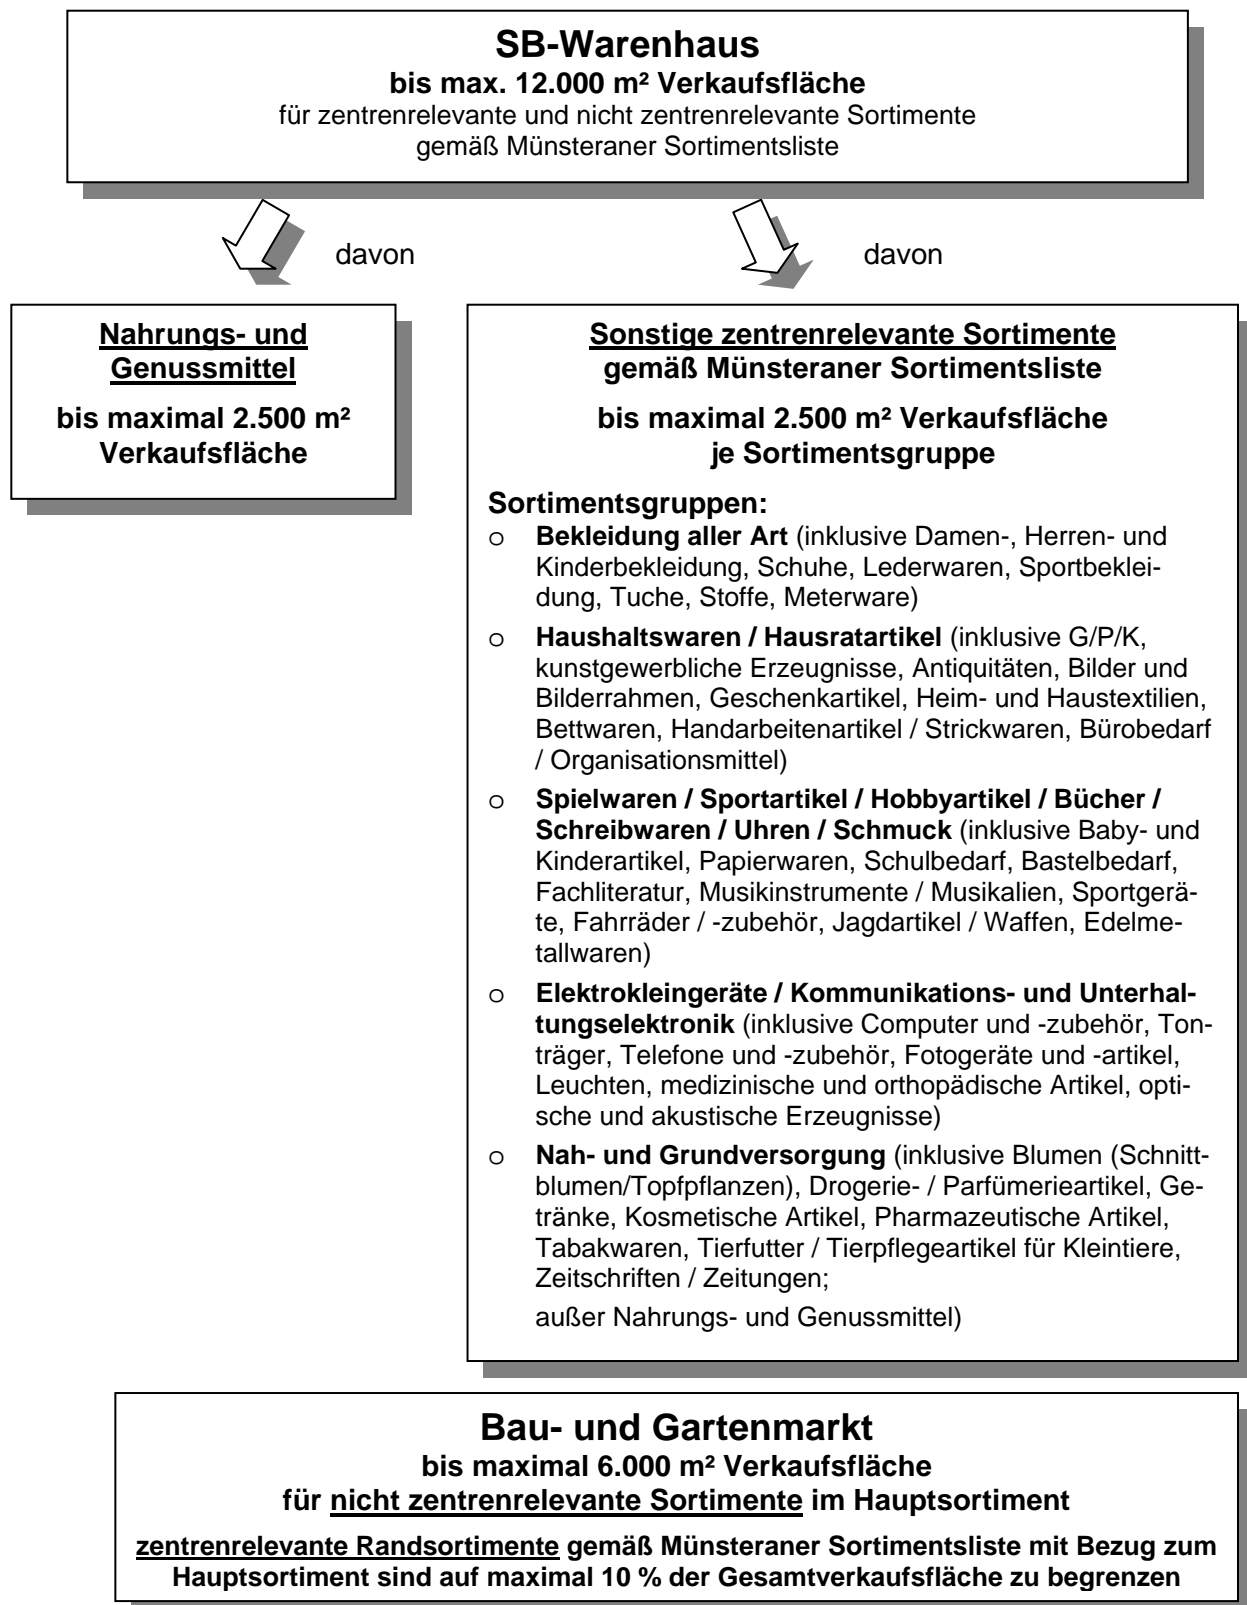 SB-Warenhaus
bis max. 12.000 m² Verkaufsfläche
für zentrenrelevante und nicht zentrenrelevante Sortimente
gemäß Münsteraner Sortimentsliste
davon
davon
Nahrungs- und
Genussmittel
bis maximal 2.500 m²
Verkaufsfläche
Sonstige zentrenrelevante Sortimente
gemäß Münsteraner Sortimentsliste
bis maximal 2.500 m² Verkaufsfläche
je Sortimentsgruppe
Sortimentsgruppen:
o Bekleidung aller Art (inklusive Damen-, Herren- und
Kinderbekleidung, Schuhe, Lederwaren, Sportbeklei-
dung, Tuche, Stoffe, Meterware)
o Haushaltswaren / Hausratartikel (inklusive G/P/K,
kunstgewerbliche Erzeugnisse, Antiquitäten, Bilder und
Bilderrahmen, Geschenkartikel, Heim- und Haustextilien,
Bettwaren, Handarbeitenartikel / Strickwaren, Bürobedarf
/ Organisationsmittel)
o Spielwaren / Sportartikel / Hobbyartikel / Bücher /
Schreibwaren / Uhren / Schmuck (inklusive Baby- und
Kinderartikel, Papierwaren, Schulbedarf, Bastelbedarf,
Fachliteratur, Musikinstrumente / Musikalien, Sportgerä-
te, Fahrräder / -zubehör, Jagdartikel / Waffen, Edelme-
tallwaren)
o Elektrokleingeräte / Kommunikations- und Unterhal-
tungselektronik (inklusive Computer und -zubehör, Ton-
träger, Telefone und -zubehör, Fotogeräte und -artikel,
Leuchten, medizinische und orthopädische Artikel, opti-
sche und akustische Erzeugnisse)
o Nah- und Grundversorgung (inklusive Blumen (Schnitt-
blumen/Topfpflanzen), Drogerie- / Parfümerieartikel, Ge-
tränke, Kosmetische Artikel, Pharmazeutische Artikel,
Tabakwaren, Tierfutter / Tierpflegeartikel für Kleintiere,
Zeitschriften / Zeitungen;
außer Nahrungs- und Genussmittel)
Bau- und Gartenmarkt
bis maximal 6.000 m² Verkaufsfläche
für nicht zentrenrelevante Sortimente im Hauptsortiment
zentrenrelevante Randsortimente gemäß Münsteraner Sortimentsliste mit Bezug zum
Hauptsortiment sind auf maximal 10 % der Gesamtverkaufsfläche zu begrenzen